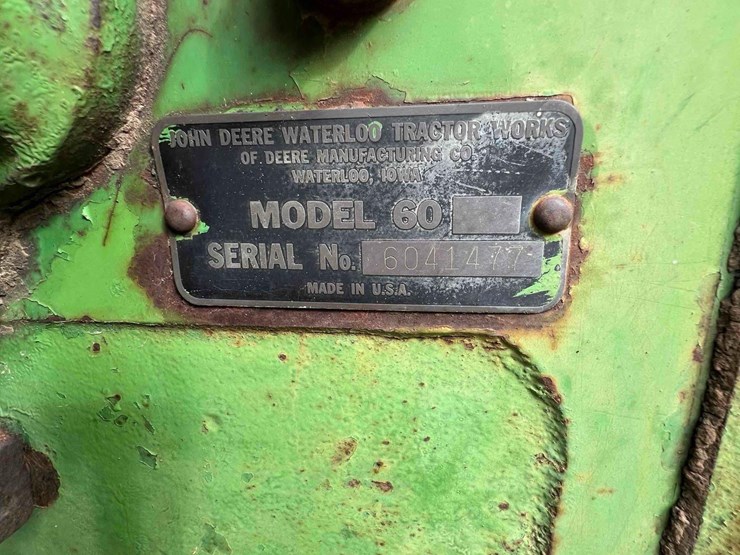 JOHN DEERE WATERLOO TRACTOR WORKS
OF DEERE MANUFACTURING CO
WATERLOO, IOWA
MODEL 60
SERIAL No. 6041477
MADE IN U.S.A.